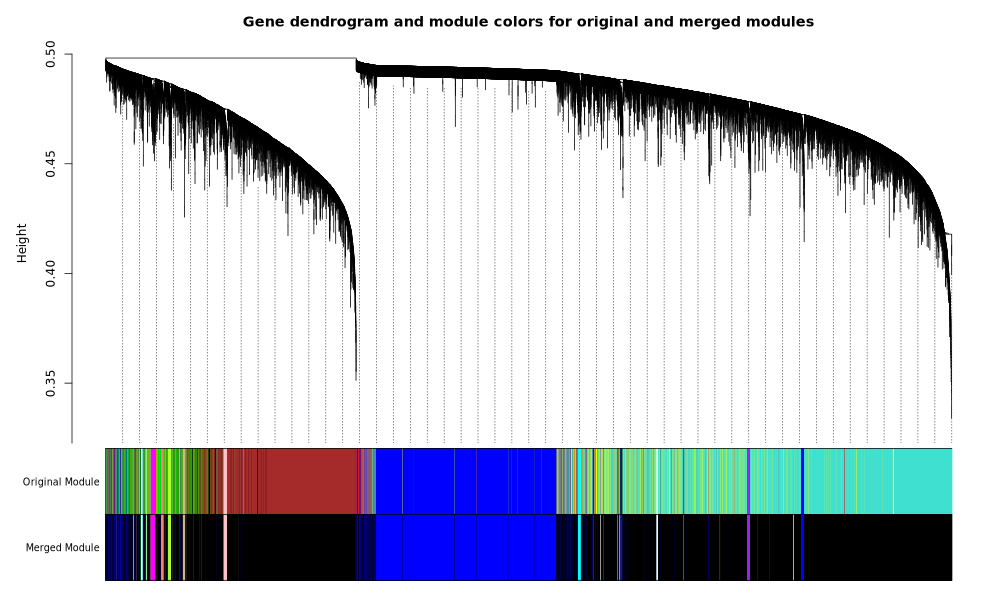 Gene dendrogram and module colors for original and merged modules
0.50
0.45
0.40
0.35
Height
Original Module
Merged Module